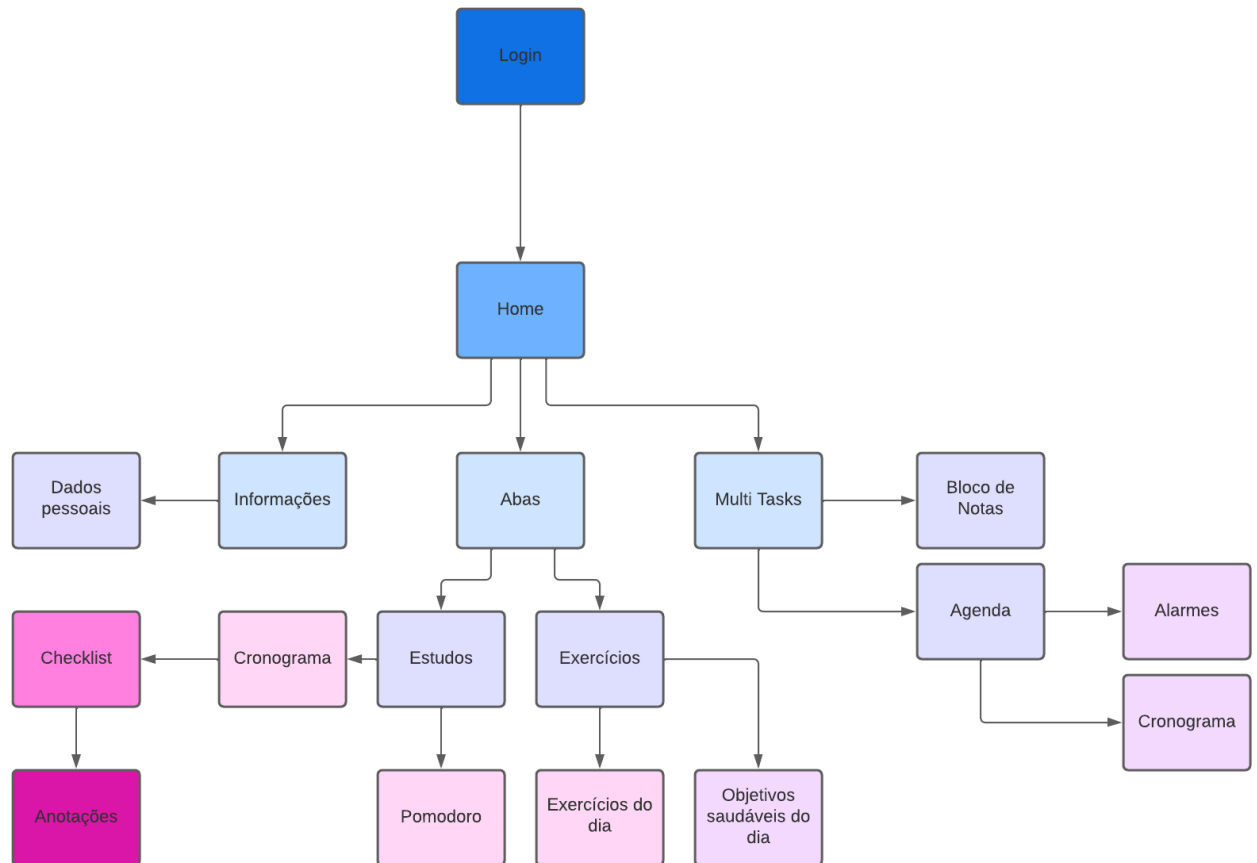 Login
Home
Dados
pessoais
Informações
Abas
Multi Tasks
Bloco de
Notas
Agenda
Alarmes
Checklist
Cronograma
Estudos
Exercícios
Cronograma
Anotações
Pomodoro
Exercícios do
dia
Objetivos
saudáveis do
dia